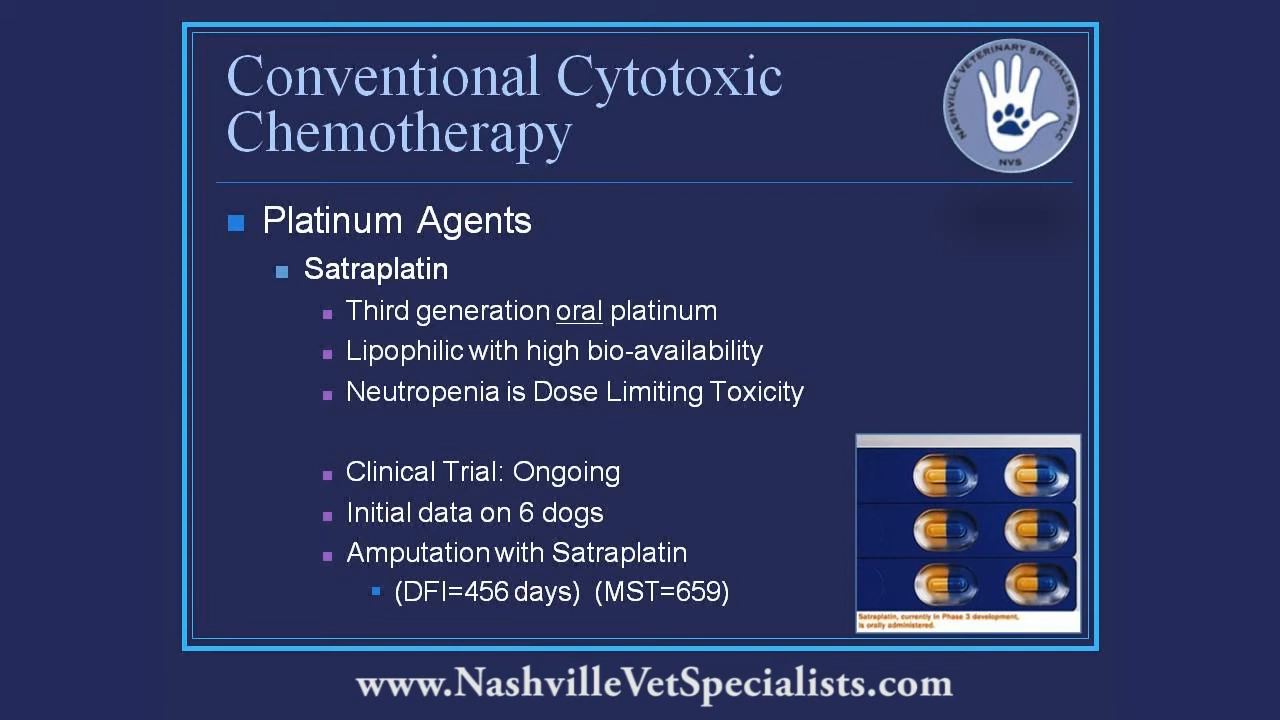 Conventional Cytotoxic
Chemotherapy
NASHVILLE VETERINARY SPECIALISTS, PLLC
NVS
Platinum Agents
Satraplatin
Third generation oral platinum
Lipophilic with high bio-availability
Neutropenia is Dose Limiting Toxicity
Clinical Trial: Ongoing
Initial data on 6 dogs
Amputation with Satraplatin
(DFI=456 days) (MST=659)
Satraplatin, currently in Phase 3 development,
is orally administered.
www.NashvilleVetSpecialists.com